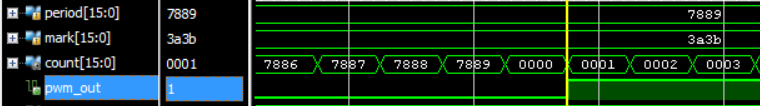 period[15:0] 7889 7889
mark[15:0] 3a3b 3a3b
count[15:0] 0001 7886 7887 7888 7889 0000 0001 0002 0003
pwm_out 1